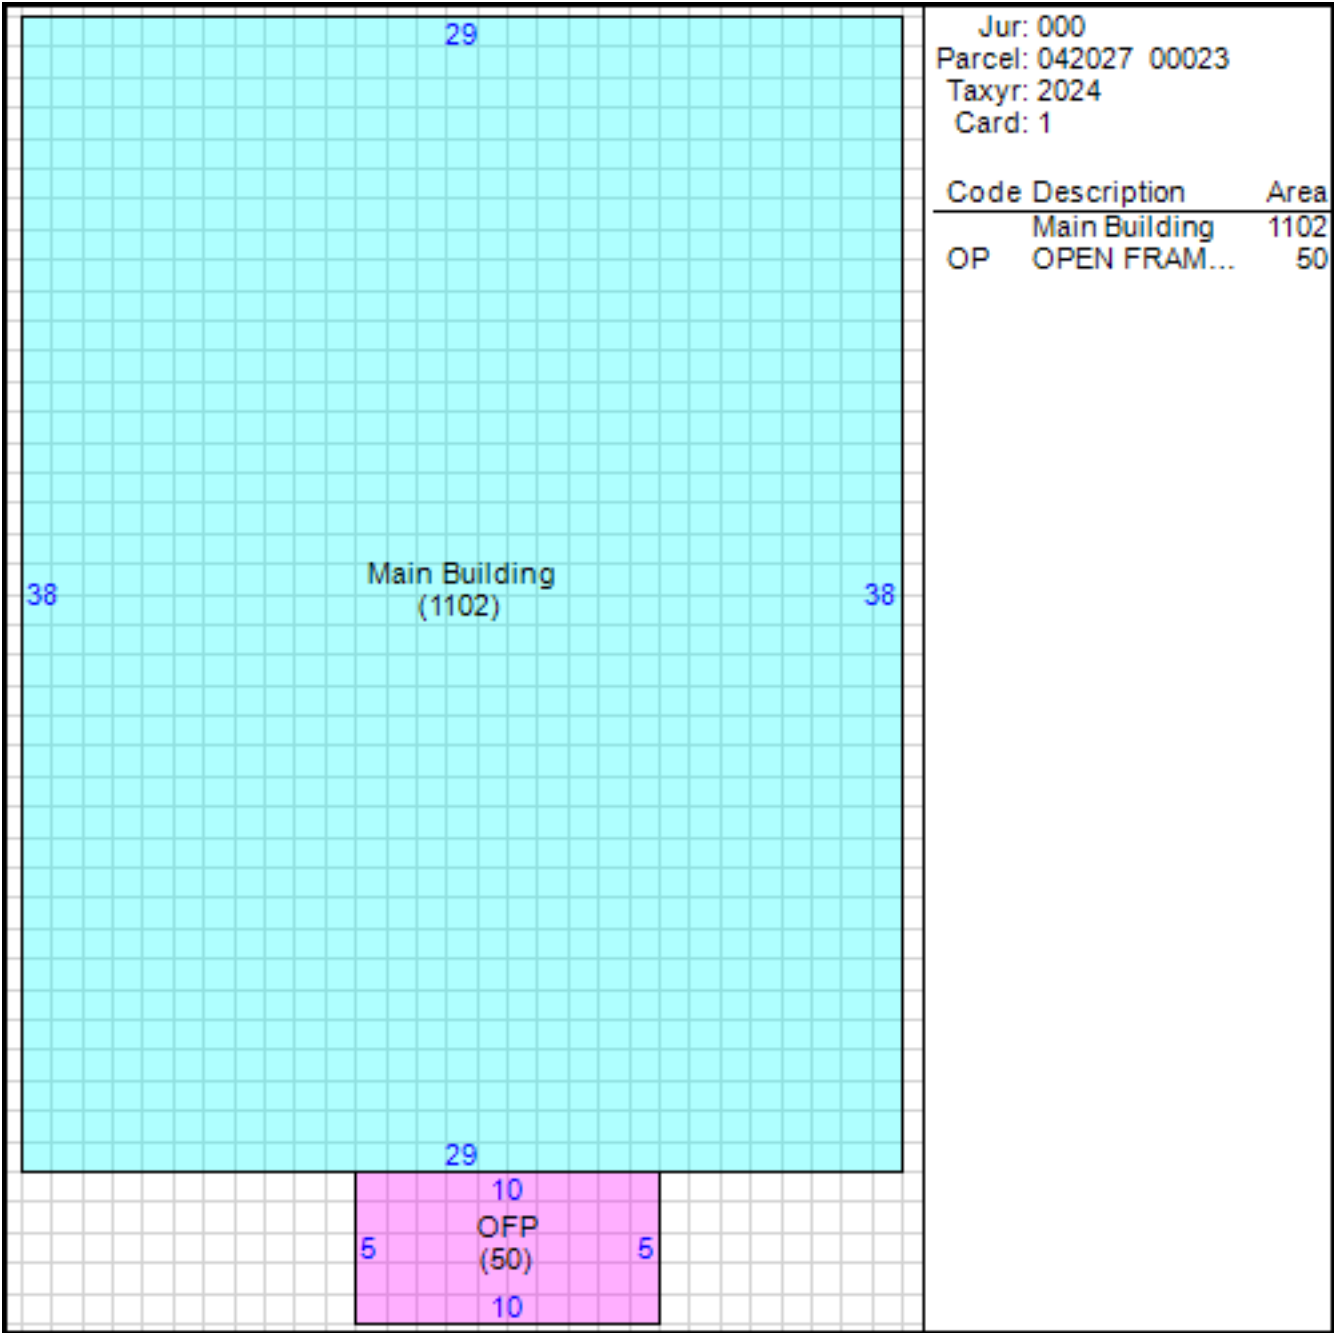 29
38
Main Building
(1102)
38
29
10
OFP
(50)
5
5
10
Jur: 000
Parcel: 042027 00023
Taxyr: 2024
Card: 1
Code Description Area
Main Building 1102
OP OPEN FRAM... 50